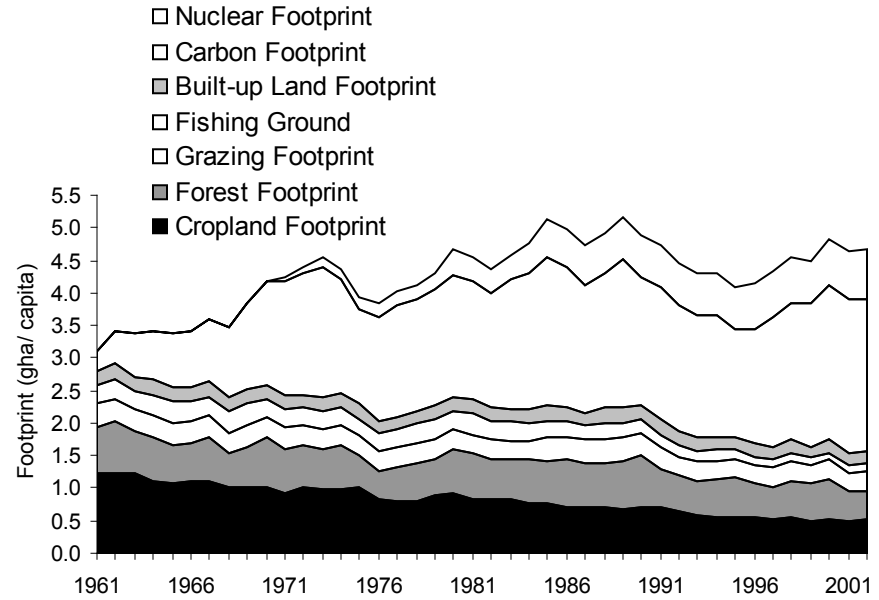 Nuclear Footprint
Carbon Footprint
Built-up Land Footprint
Fishing Ground
Grazing Footprint
Forest Footprint
Cropland Footprint
Footprint (gha/ capita)
5.5
5.0
4.5
4.0
3.5
3.0
2.5
2.0
1.5
1.0
0.5
0.0
1961 1966 1971 1976 1981 1986 1991 1996 2001